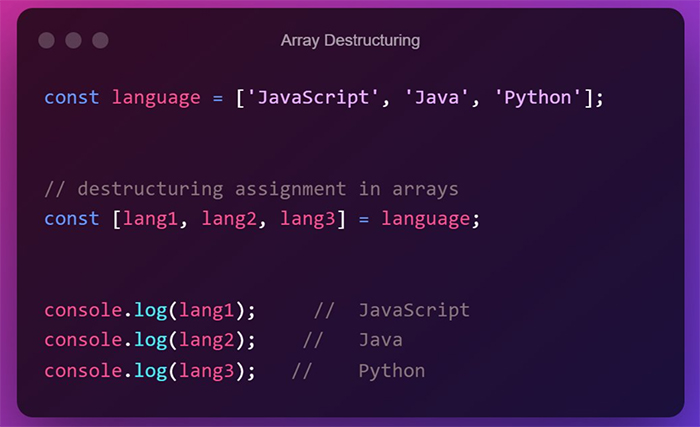 Array Destructuring
const language = ['JavaScript', 'Java', 'Python'];
// destructuring assignment in arrays
const [lang1, lang2, lang3] = language;
console.log(lang1);     //  JavaScript
console.log(lang2);    //   Java
console.log(lang3);   //    Python